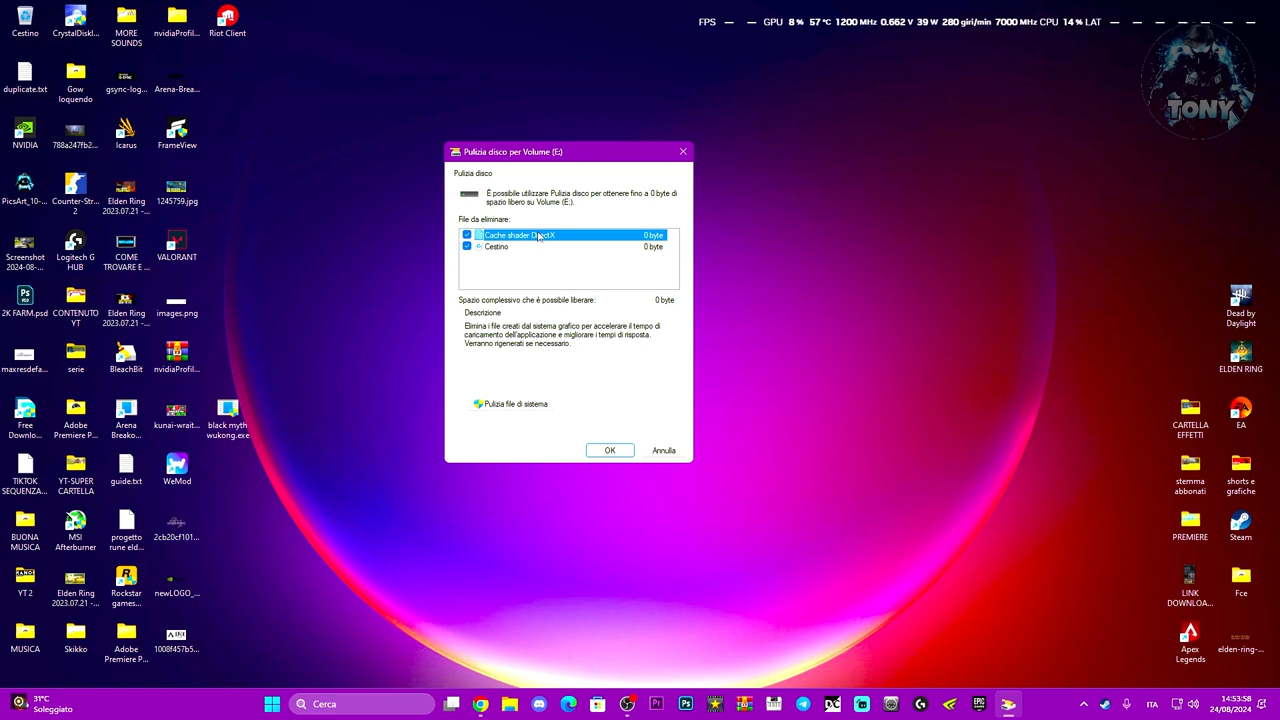 FPS — — GPU 8 % 57 °C 1200 MHz 0.662 V 39 W 280 giri/min 7000 MHz CPU 14 % LAT — — — — — —
TONY
Cestino
CrystalDiskI...
MORE
SOUNDS
nvidiaProfil...
Riot Client
duplicate.txt
Gow
loquendo
gsync-log...
Arena-Brea...
NVIDIA
788a247fb2...
Icarus
FrameView
PicsArt_10-...
Counter-Str...
2
Elden Ring
2023.07.21 -...
1245759.jpg
Screenshot
2024-08-...
Logitech G
HUB
COME
TROVARE E ...
VALORANT
2K FARM.psd
CONTENUTO
YT
Elden Ring
2023.07.21 -...
images.png
maxresdefa...
serie
BleachBit
nvidiaProfil...
Free
Downlo...
Adobe
Premiere P...
Arena
Breako...
kunai-wrait...
black myth
wukong.exe
TIKTOK
SEQUENZA...
YT-SUPER
CARTELLA
guide.txt
WeMod
BUONA
MUSICA
MSI
Afterburner
progetto
rune eld...
2cb20cf101...
YT 2
Elden Ring
2023.07.21 -...
Rockstar
games...
newLOGO_...
MUSICA
Skikko
Adobe
Premiere P...
1008f457b5...
Pulizia disco per Volume (E:)
Pulizia disco
È possibile utilizzare Pulizia disco per ottenere fino a 0 byte di
spazio libero su Volume (E:).
File da eliminare:
Cache shader DirectX 0 byte
Cestino 0 byte
Spazio complessivo che è possibile liberare: 0 byte
Descrizione
Elimina i file creati dal sistema grafico per accelerare il tempo di
caricamento dell'applicazione e migliorare i tempi di risposta.
Verranno rigenerati se necessario.
Pulizia file di sistema
OK
Annulla
Dead by
Daylight
ELDEN RING
CARTELLA
EFFETTI
EA
stemma
abbonati
shorts e
grafiche
PREMIERE
Steam
LINK
DOWNLOA...
Fce
Apex
Legends
elden-ring-...
31°C
Soleggiato
Cerca
ITA
14:53:58
24/08/2024